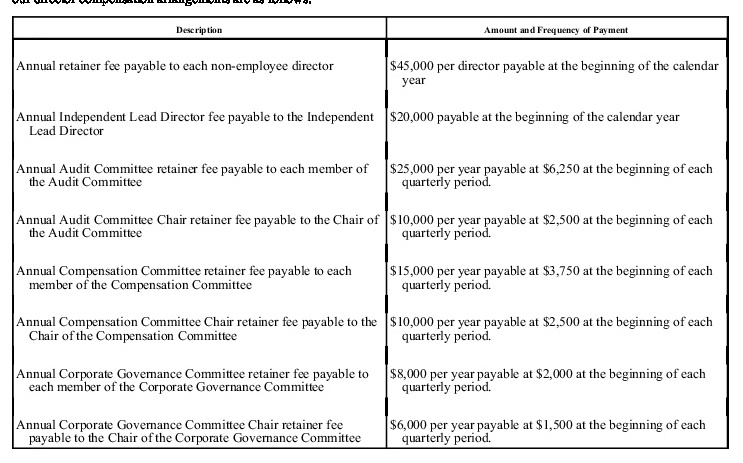 our director compensation arrangements are as follows:
Description
Amount and Frequency of Payment
Annual retainer fee payable to each non-employee director
$45,000 per director payable at the beginning of the calendar
year
Annual Independent Lead Director fee payable to the Independent
Lead Director
$20,000 payable at the beginning of the calendar year
Annual Audit Committee retainer fee payable to each member of
the Audit Committee
$25,000 per year payable at $6,250 at the beginning of each
quarterly period.
Annual Audit Committee Chair retainer fee payable to the Chair of
the Audit Committee
$10,000 per year payable at $2,500 at the beginning of each
quarterly period.
Annual Compensation Committee retainer fee payable to each
member of the Compensation Committee
$15,000 per year payable at $3,750 at the beginning of each
quarterly period.
Annual Compensation Committee Chair retainer fee payable to the
Chair of the Compensation Committee
$10,000 per year payable at $2,500 at the beginning of each
quarterly period.
Annual Corporate Governance Committee retainer fee payable to
each member of the Corporate Governance Committee
$8,000 per year payable at $2,000 at the beginning of each
quarterly period.
Annual Corporate Governance Committee Chair retainer fee
payable to the Chair of the Corporate Governance Committee
$6,000 per year payable at $1,500 at the beginning of each
quarterly period.